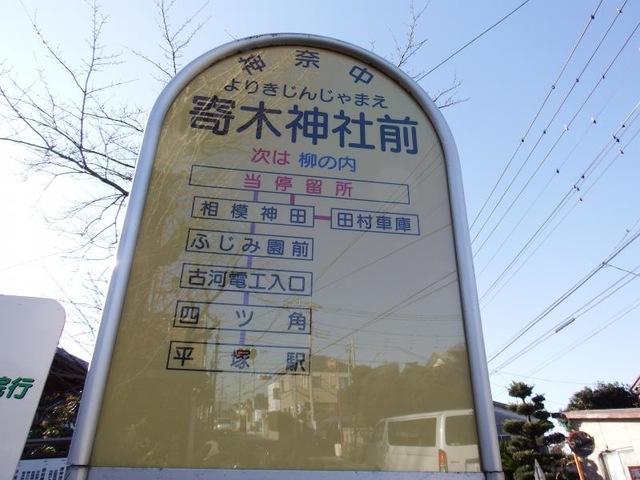 神奈中
よりきじんじゃまえ
寄木神社前
次は 柳の内
当停留所
相模神田 田村車庫
ふじみ園前
古河電工入口
四ツ角
平塚駅